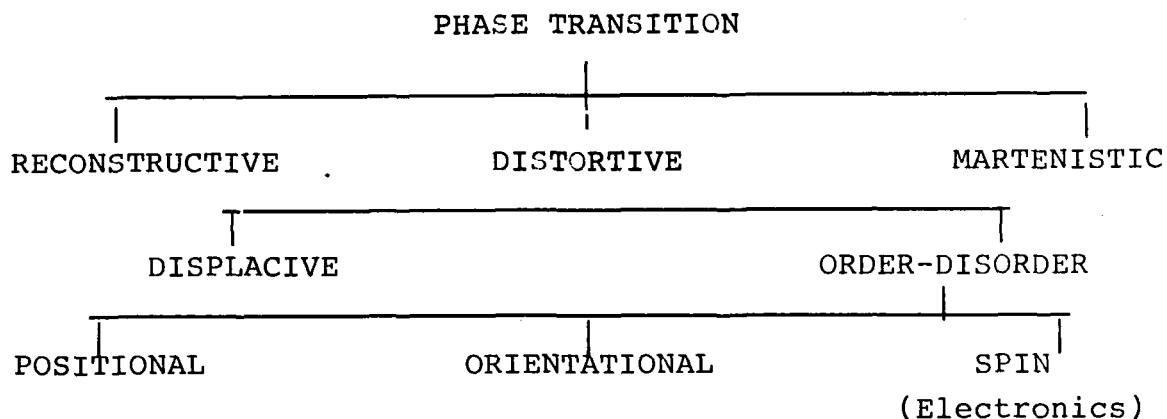 PHASE TRANSITION
RECONSTRUCTIVE DISTORTIVE MARTENISTIC
DISPLACIVE ORDER-DISORDER
POSITIONAL ORIENTATIONAL SPIN
(Electronics)